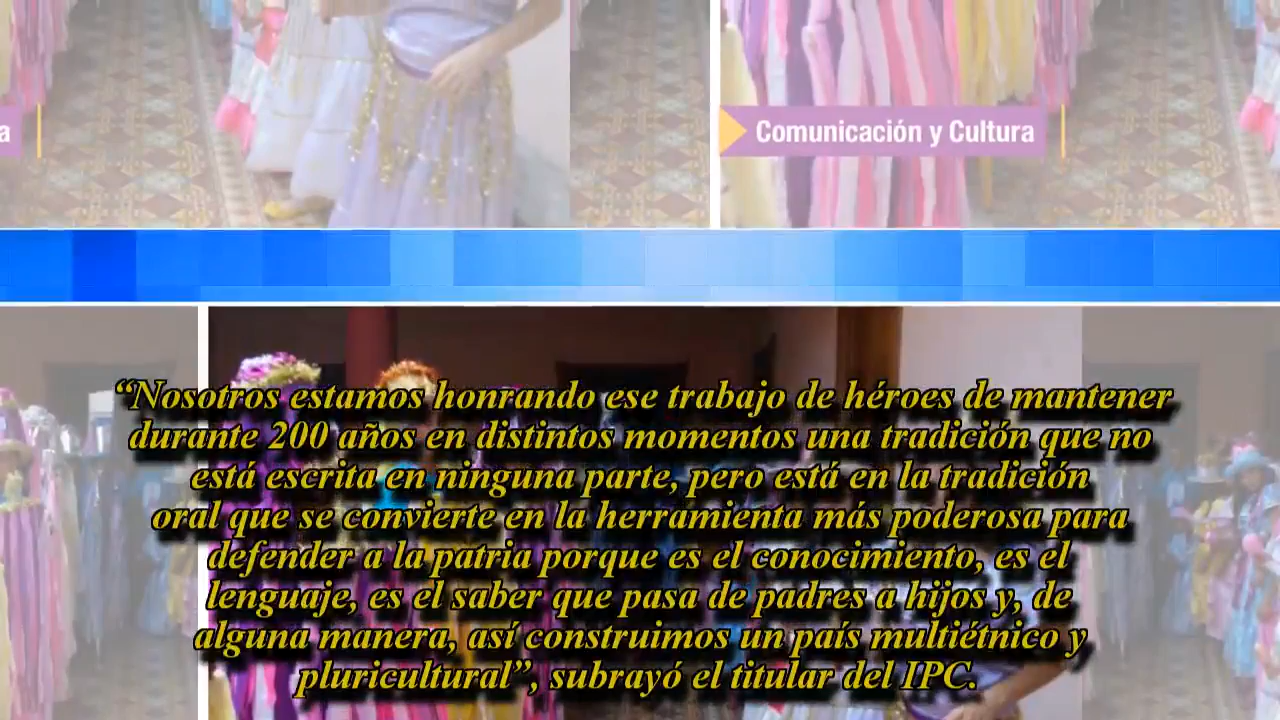 a
Comunicación y Cultura
“Nosotros estamos honrando ese trabajo de héroes de mantener
durante 200 años en distintos momentos una tradición que no
está escrita en ninguna parte, pero está en la tradición
oral que se convierte en la herramienta más poderosa para
defender a la patria porque es el conocimiento, es el
lenguaje, es el saber que pasa de padres a hijos y, de
alguna manera, así construimos un país multiétnico y
pluricultural”, subrayó el titular del IPC.